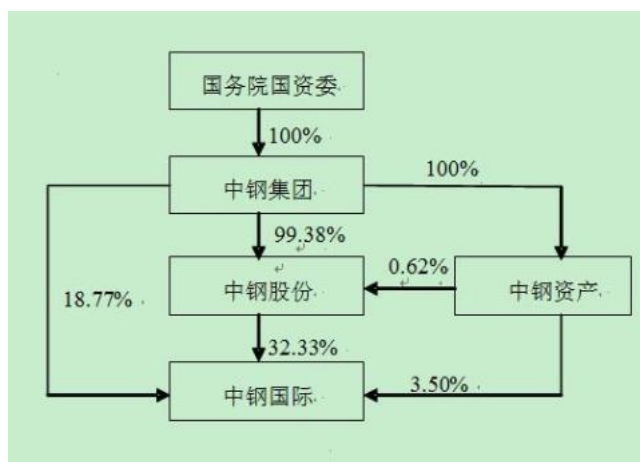 国务院国资委
100%
中钢集团
100%
99.38%
18.77%
中钢股份
0.62%
中钢资产
32.33%
中钢国际
3.50%